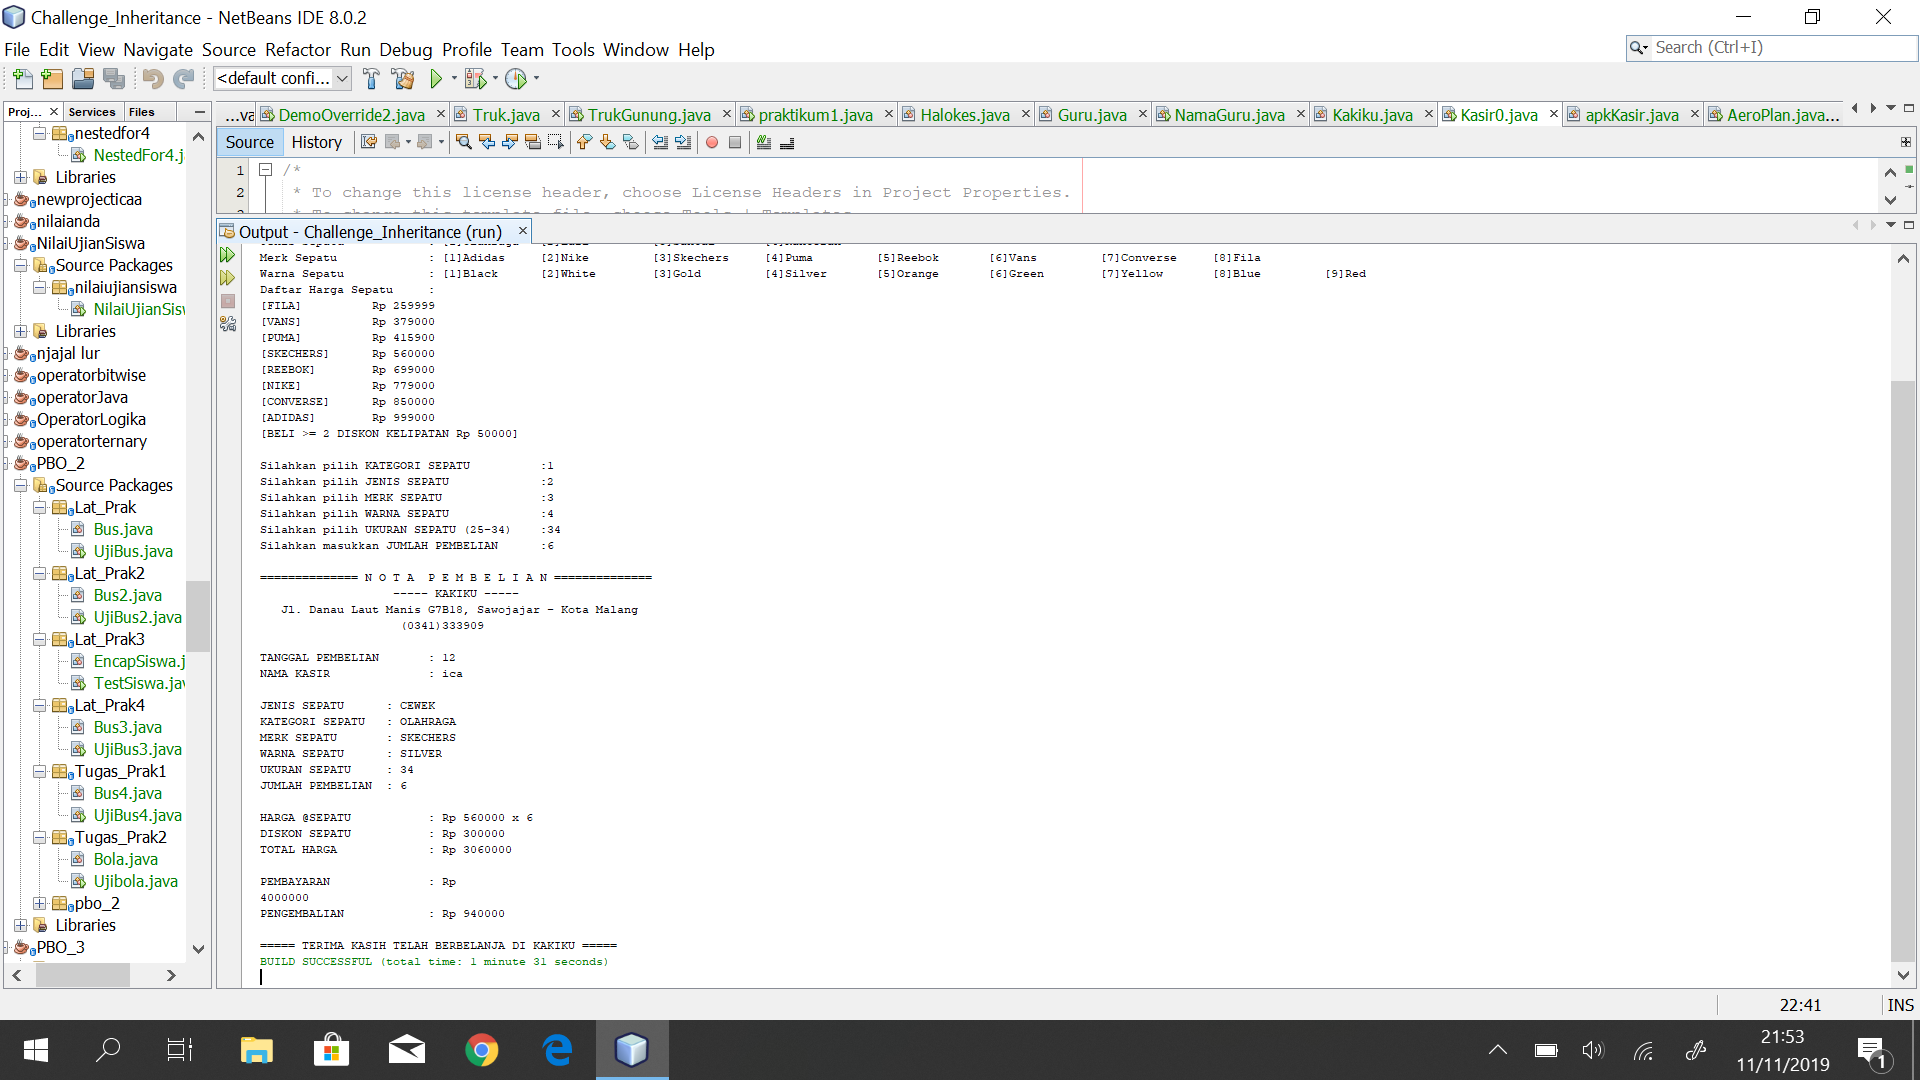 Challenge_Inheritance - NetBeans IDE 8.0.2
File Edit View Navigate Source Refactor Run Debug Profile Team Tools Window Help
Search (Ctrl+I)
<default confi...
Proj... Services Files
...va DemoOverride2.java Truk.java TrukGunung.java praktikum1.java Halokes.java Guru.java NamaGuru.java Kakiku.java Kasir0.java apkKasir.java AeroPlan.java...
Source History
nestedfor4
NestedFor4.j
Libraries
newprojecticaa
nilaianda
NilaiUjianSiswa
Source Packages
nilaiujiansiswa
NilaiUjianSisv
Libraries
njajal lur
operatorbitwise
operatorJava
OperatorLogika
operatorternary
PBO_2
Source Packages
Lat_Prak
Bus.java
UjiBus.java
Lat_Prak2
Bus2.java
UjiBus2.java
Lat_Prak3
EncapSiswa.j
TestSiswa.jav
Lat_Prak4
Bus3.java
UjiBus3.java
Tugas_Prak1
Bus4.java
UjiBus4.java
Tugas_Prak2
Bola.java
Ujibola.java
pbo_2
Libraries
PBO_3
1 /*
2 * To change this license header, choose License Headers in Project Properties.
Output - Challenge_Inheritance (run)
Merk Sepatu : [1]Adidas [2]Nike [3]Skechers [4]Puma [5]Reebok [6]Vans [7]Converse [8]Fila
Warna Sepatu : [1]Black [2]White [3]Gold [4]Silver [5]Orange [6]Green [7]Yellow [8]Blue [9]Red
Daftar Harga Sepatu :
[FILA] Rp 259999
[VANS] Rp 379000
[PUMA] Rp 415900
[SKECHERS] Rp 560000
[REEBOK] Rp 699000
[NIKE] Rp 779000
[CONVERSE] Rp 850000
[ADIDAS] Rp 999000
[BELI >= 2 DISKON KELIPATAN Rp 50000]
Silahkan pilih KATEGORI SEPATU :1
Silahkan pilih JENIS SEPATU :2
Silahkan pilih MERK SEPATU :3
Silahkan pilih WARNA SEPATU :4
Silahkan pilih UKURAN SEPATU (25-34) :34
Silahkan masukkan JUMLAH PEMBELIAN :6
============== N O T A  P E M B E L I A N ==============
----- KAKIKU -----
Jl. Danau Laut Manis G7B18, Sawojajar - Kota Malang
(0341)333909
TANGGAL PEMBELIAN : 12
NAMA KASIR : ica
JENIS SEPATU : CEWEK
KATEGORI SEPATU : OLAHRAGA
MERK SEPATU : SKECHERS
WARNA SEPATU : SILVER
UKURAN SEPATU : 34
JUMLAH PEMBELIAN : 6
HARGA @SEPATU : Rp 560000 x 6
DISKON SEPATU : Rp 300000
TOTAL HARGA : Rp 3060000
PEMBAYARAN : Rp
4000000
PENGEMBALIAN : Rp 940000
===== TERIMA KASIH TELAH BERBELANJA DI KAKIKU =====
BUILD SUCCESSFUL (total time: 1 minute 31 seconds)
22:41 INS
21:53
11/11/2019
1